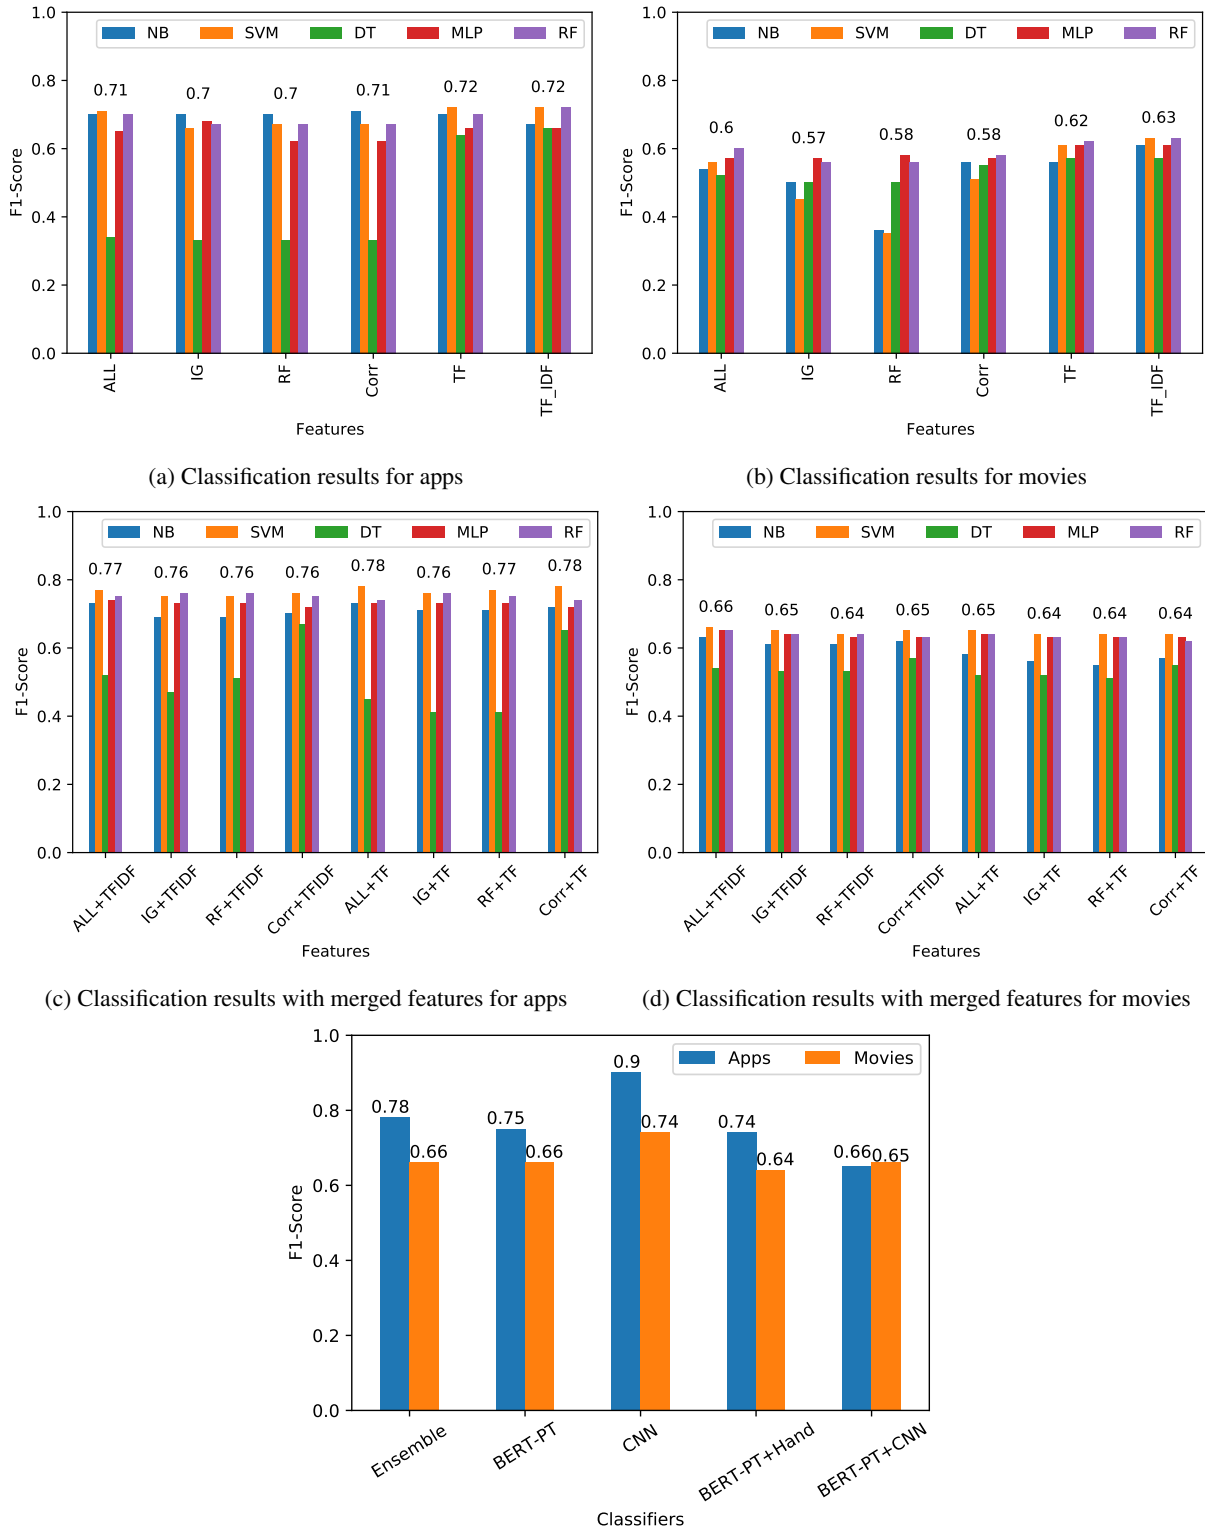 1.0
NB SVM DT MLP RF
0.8
0.71 0.7 0.7 0.71 0.72 0.72
0.6
F1-Score
0.4
0.2
0.0
ALL IG RF Corr TF TF_IDF
Features
(a) Classification results for apps
1.0
NB SVM DT MLP RF
0.8
0.6 0.57 0.58 0.58 0.62 0.63
0.6
F1-Score
0.4
0.2
0.0
ALL IG RF Corr TF TF_IDF
Features
(b) Classification results for movies
1.0
NB SVM DT MLP RF
0.77 0.76 0.76 0.76 0.78 0.76 0.77 0.78
0.8
0.6
F1-Score
0.4
0.2
0.0
ALL+TFIDF IG+TFIDF RF+TFIDF Corr+TFIDF ALL+TF IG+TF RF+TF Corr+TF
Features
(c) Classification results with merged features for apps
1.0
NB SVM DT MLP RF
0.8
0.66 0.65 0.64 0.65 0.65 0.64 0.64 0.64
0.6
F1-Score
0.4
0.2
0.0
ALL+TFIDF IG+TFIDF RF+TFIDF Corr+TFIDF ALL+TF IG+TF RF+TF Corr+TF
Features
(d) Classification results with merged features for movies
1.0
Apps Movies
0.9
0.8
0.78 0.75 0.74 0.74
0.66 0.66 0.64 0.66 0.65
0.6
F1-Score
0.4
0.2
0.0
Ensemble BERT-PT CNN BERT-PT+Hand BERT-PT+CNN
Classifiers